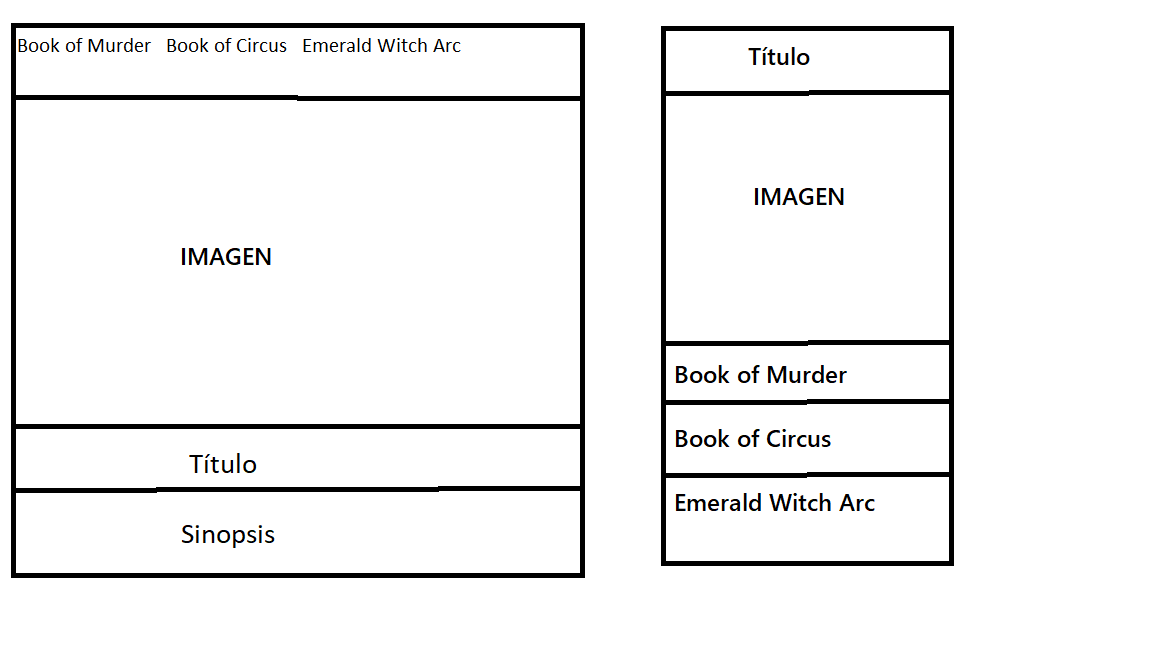 Book of Murder Book of Circus Emerald Witch Arc
IMAGEN
Título
Sinopsis
Título
IMAGEN
Book of Murder
Book of Circus
Emerald Witch Arc